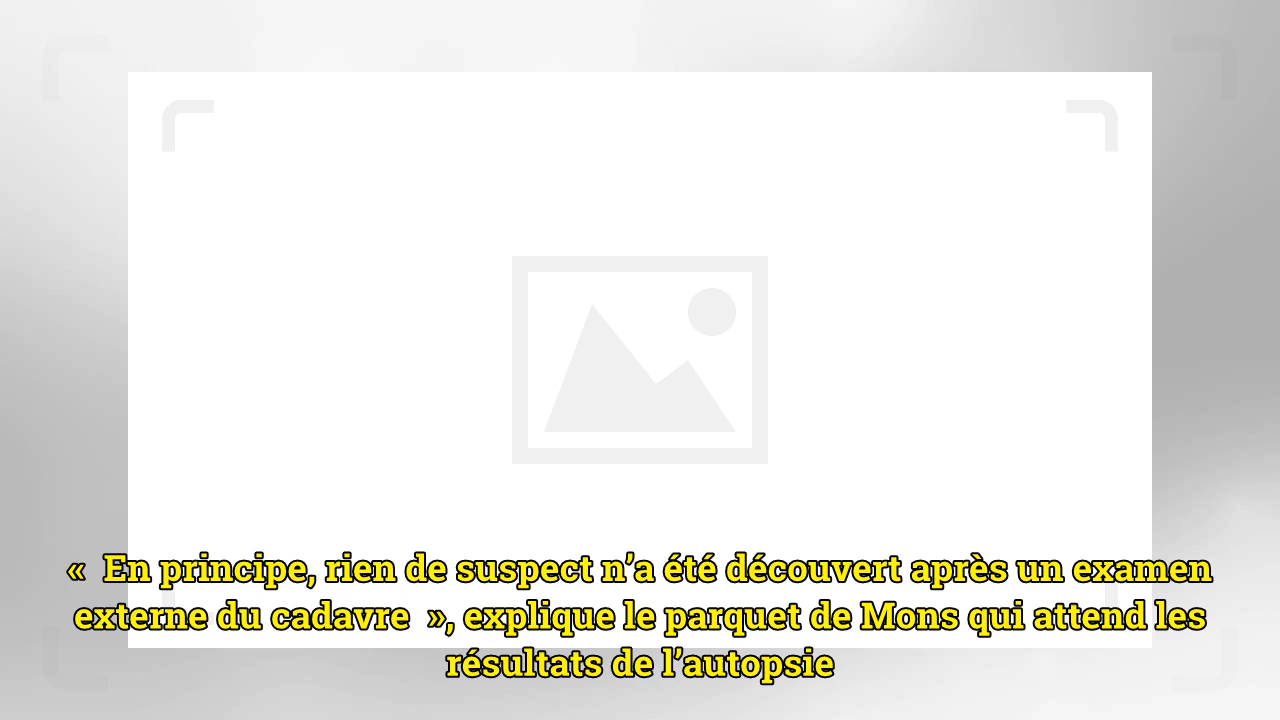 «  En principe, rien de suspect n’a été découvert après un examen
externe du cadavre  », explique le parquet de Mons qui attend les
résultats de l’autopsie